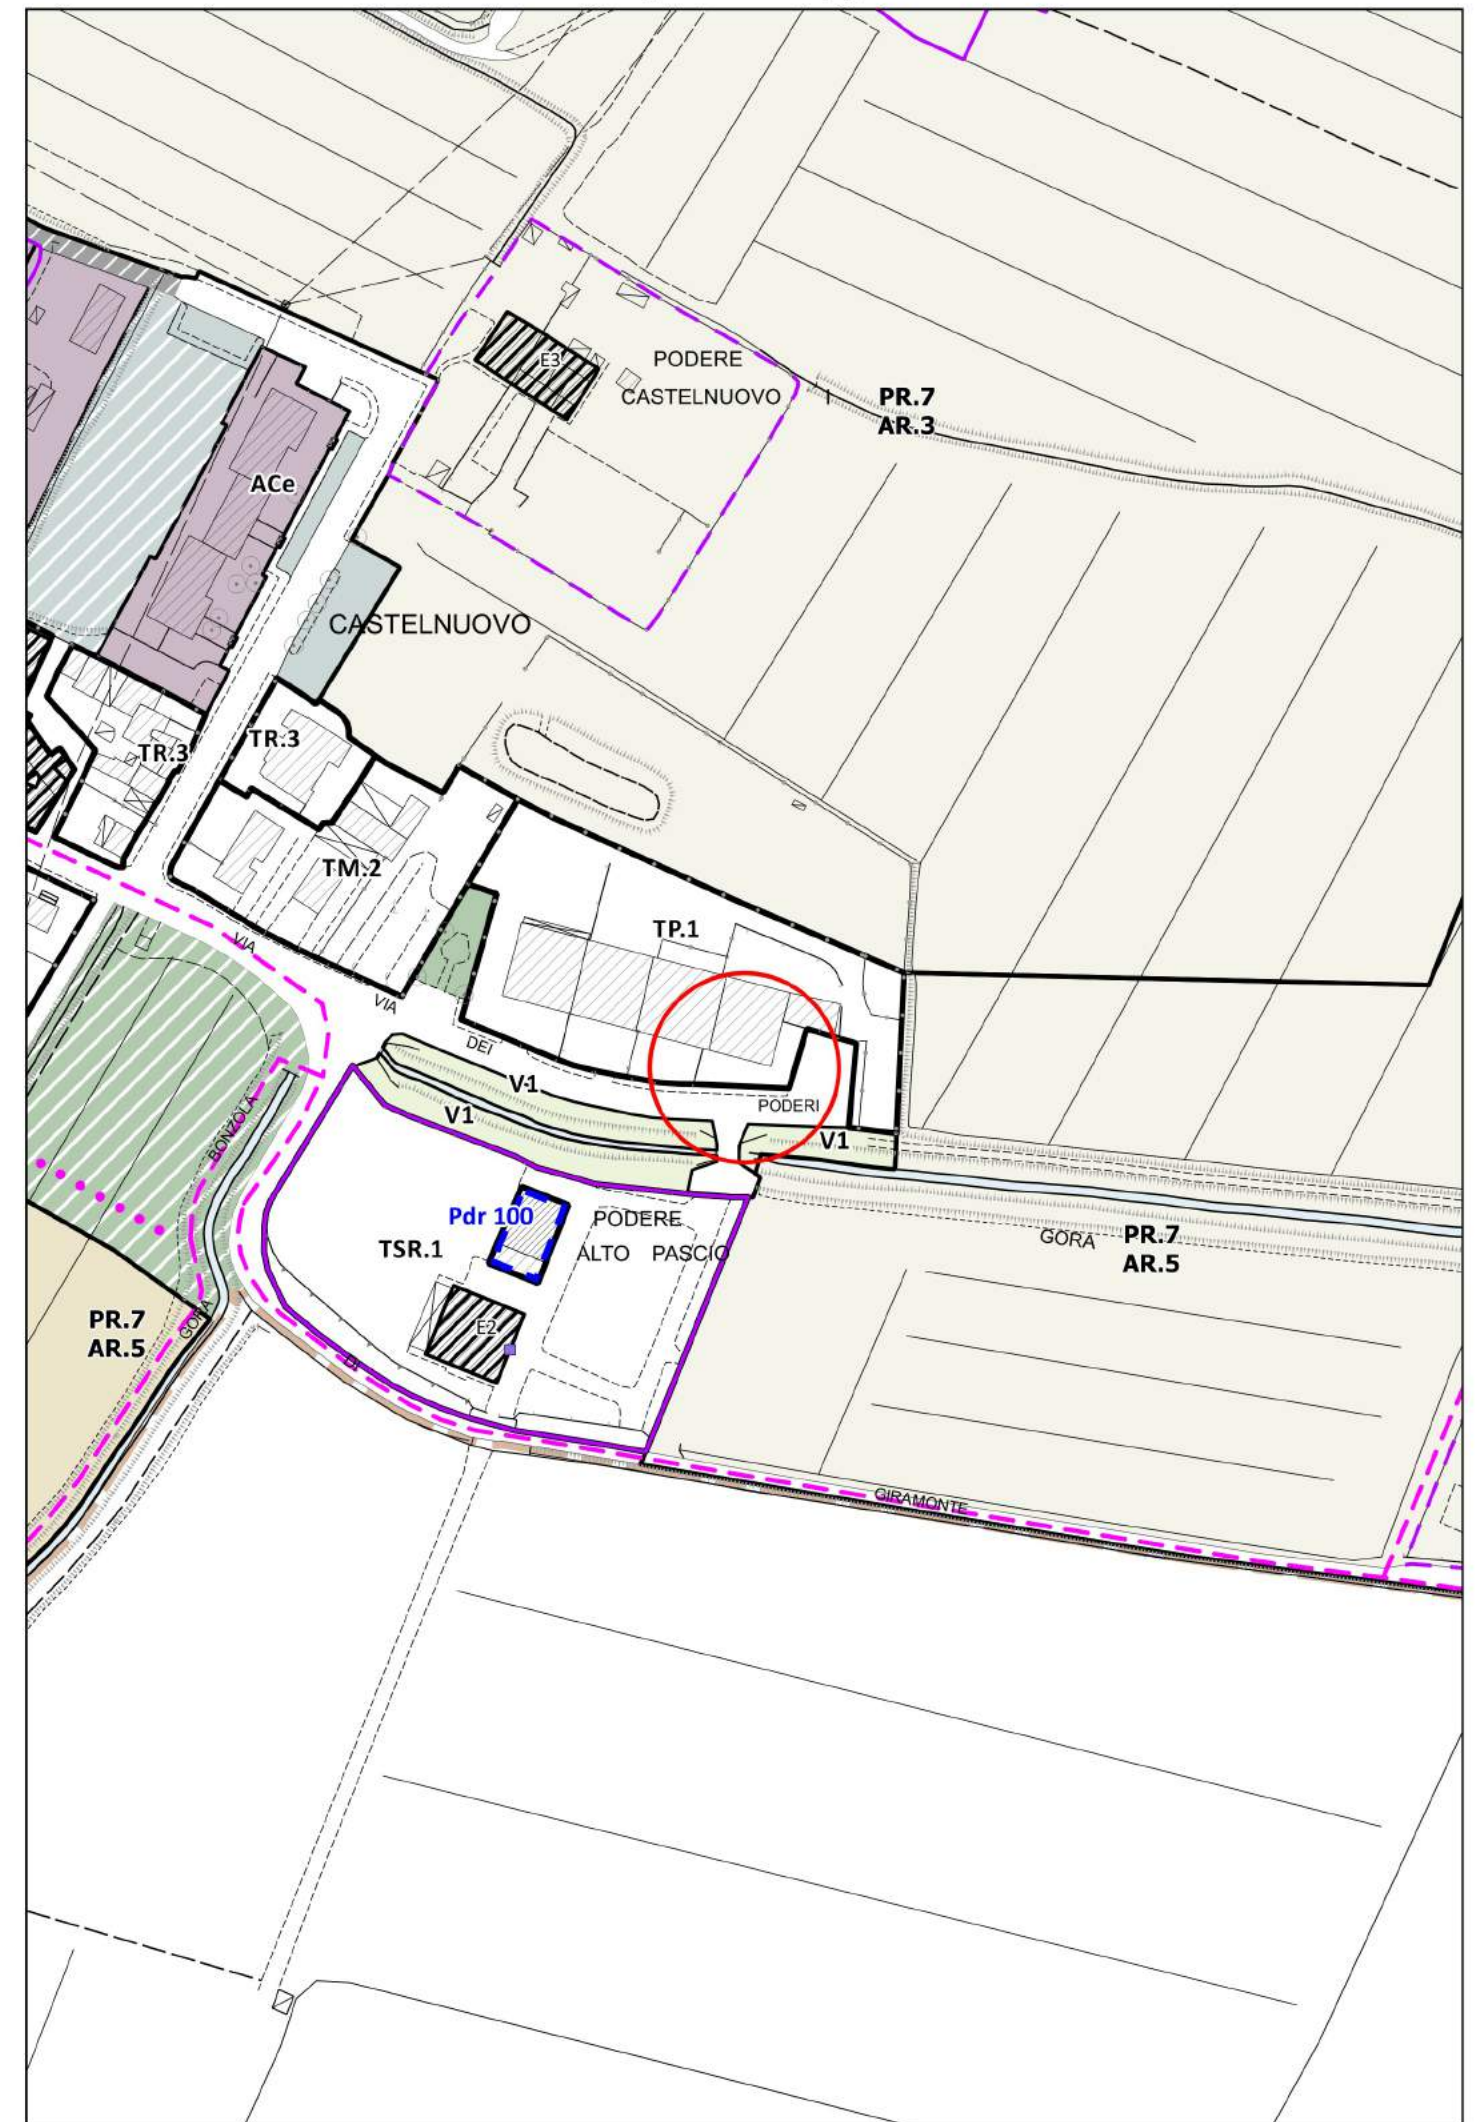 E3
PODERE
CASTELNUOVO
PR.7
AR.3
ACe
CASTELNUOVO
TR.3
TR.3
TM.2
TP.1
VIA
VIA
DEI
V1
PODERI
V1
V1
BONZOLA
Pdr 100
PODERE
ALTO PASCIO
TSR.1
GORA
PR.7
AR.5
PR.7
AR.5
GORA
E2
DI
GIRAMONTE